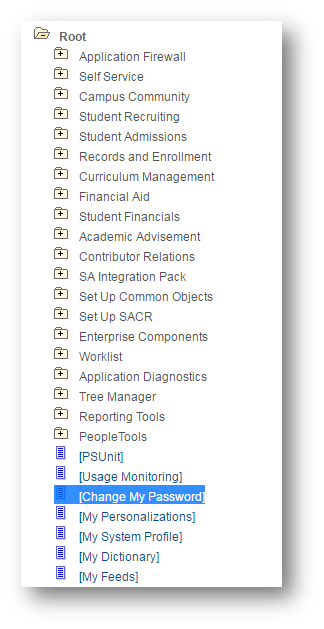 Root
Application Firewall
Self Service
Campus Community
Student Recruiting
Student Admissions
Records and Enrollment
Curriculum Management
Financial Aid
Student Financials
Academic Advisement
Contributor Relations
SA Integration Pack
Set Up Common Objects
Set Up SACR
Enterprise Components
Worklist
Application Diagnostics
Tree Manager
Reporting Tools
PeopleTools
[PSUnit]
[Usage Monitoring]
[Change My Password]
[My Personalizations]
[My System Profile]
[My Dictionary]
[My Feeds]